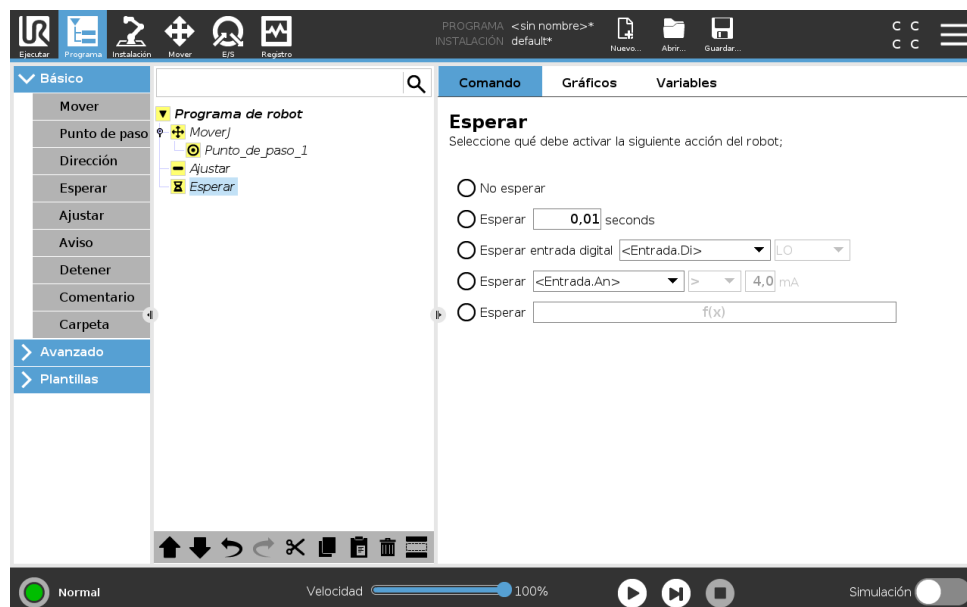 UR
PROGRAMA <sin nombre>*
INSTALACIÓN default*
Ejecutar Programa Instalación Mover E/S Registro Nuevo... Abrir... Guardar...
C C
C C
Básico
Mover
Punto de paso
Dirección
Esperar
Ajustar
Aviso
Detener
Comentario
Carpeta
Avanzado
Plantillas
Programa de robot
MoverJ
Punto_de_paso_1
Ajustar
Esperar
Comando Gráficos Variables
Esperar
Seleccione qué debe activar la siguiente acción del robot;
No esperar
Esperar 0,01 seconds
Esperar entrada digital <Entrada.Di> LO
Esperar <Entrada.An> > 4,0 mA
Esperar f(x)
Normal Velocidad 100% Simulación